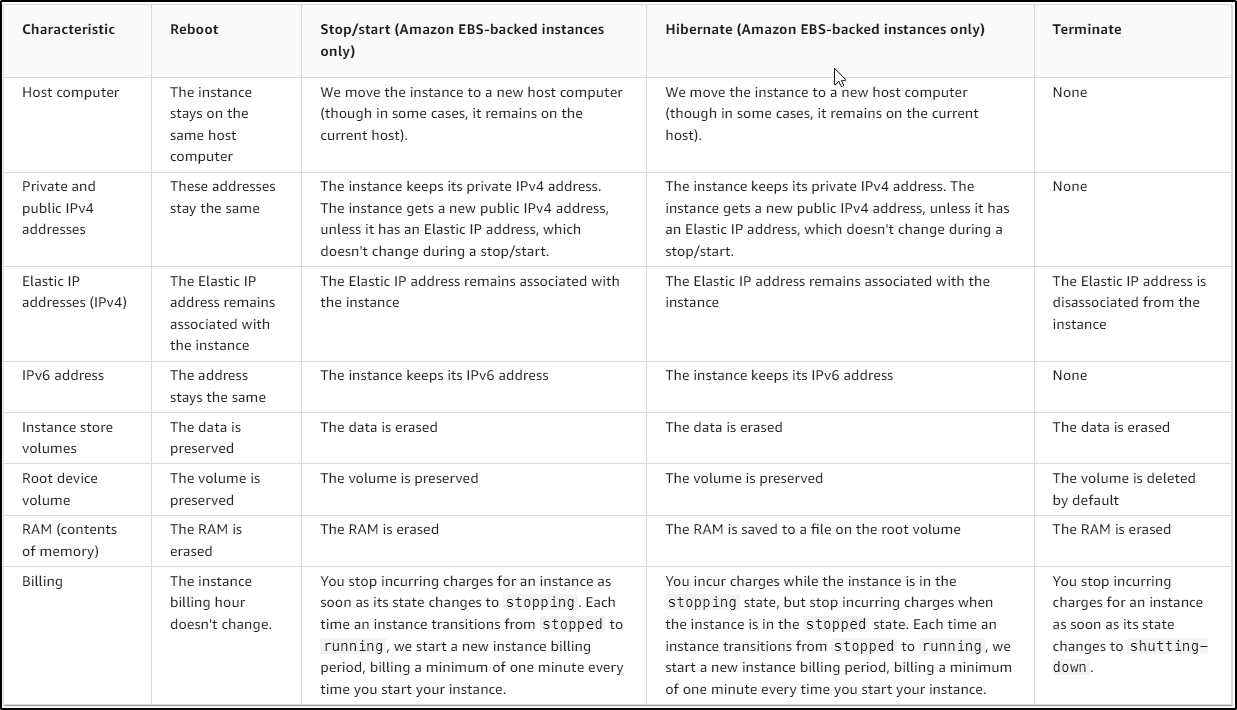 Characteristic
Reboot
Stop/start (Amazon EBS-backed instances
only)
Hibernate (Amazon EBS-backed instances only)
Terminate
Host computer
The instance
stays on the
same host
computer
We move the instance to a new host computer
(though in some cases, it remains on the
current host).
We move the instance to a new host computer
(though in some cases, it remains on the current
host).
None
Private and
public IPv4
addresses
These addresses
stay the same
The instance keeps its private IPv4 address.
The instance gets a new public IPv4 address,
unless it has an Elastic IP address, which
doesn't change during a stop/start.
The instance keeps its private IPv4 address. The
instance gets a new public IPv4 address, unless it has
an Elastic IP address, which doesn't change during a
stop/start.
None
Elastic IP
addresses (IPv4)
The Elastic IP
address remains
associated with
the instance
The Elastic IP address remains associated with
the instance
The Elastic IP address remains associated with the
instance
The Elastic IP address is
disassociated from the
instance
IPv6 address
The address
stays the same
The instance keeps its IPv6 address
The instance keeps its IPv6 address
None
Instance store
volumes
The data is
preserved
The data is erased
The data is erased
The data is erased
Root device
volume
The volume is
preserved
The volume is preserved
The volume is preserved
The volume is deleted
by default
RAM (contents
of memory)
The RAM is
erased
The RAM is erased
The RAM is saved to a file on the root volume
The RAM is erased
Billing
The instance
billing hour
doesn't change.
You stop incurring charges for an instance as
soon as its state changes to stopping. Each
time an instance transitions from stopped to
running, we start a new instance billing
period, billing a minimum of one minute every
time you start your instance.
You incur charges while the instance is in the
stopping state, but stop incurring charges when
the instance is in the stopped state. Each time an
instance transitions from stopped to running, we
start a new instance billing period, billing a minimum
of one minute every time you start your instance.
You stop incurring
charges for an instance
as soon as its state
changes to shutting-
down.